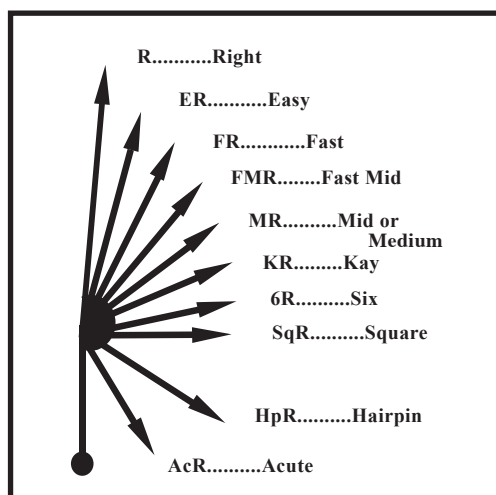 R...........Right
ER...........Easy
FR............Fast
FMR........Fast Mid
MR..........Mid or
Medium
KR.........Kay
6R..........Six
SqR..........Square
HpR..........Hairpin
AcR..........Acute